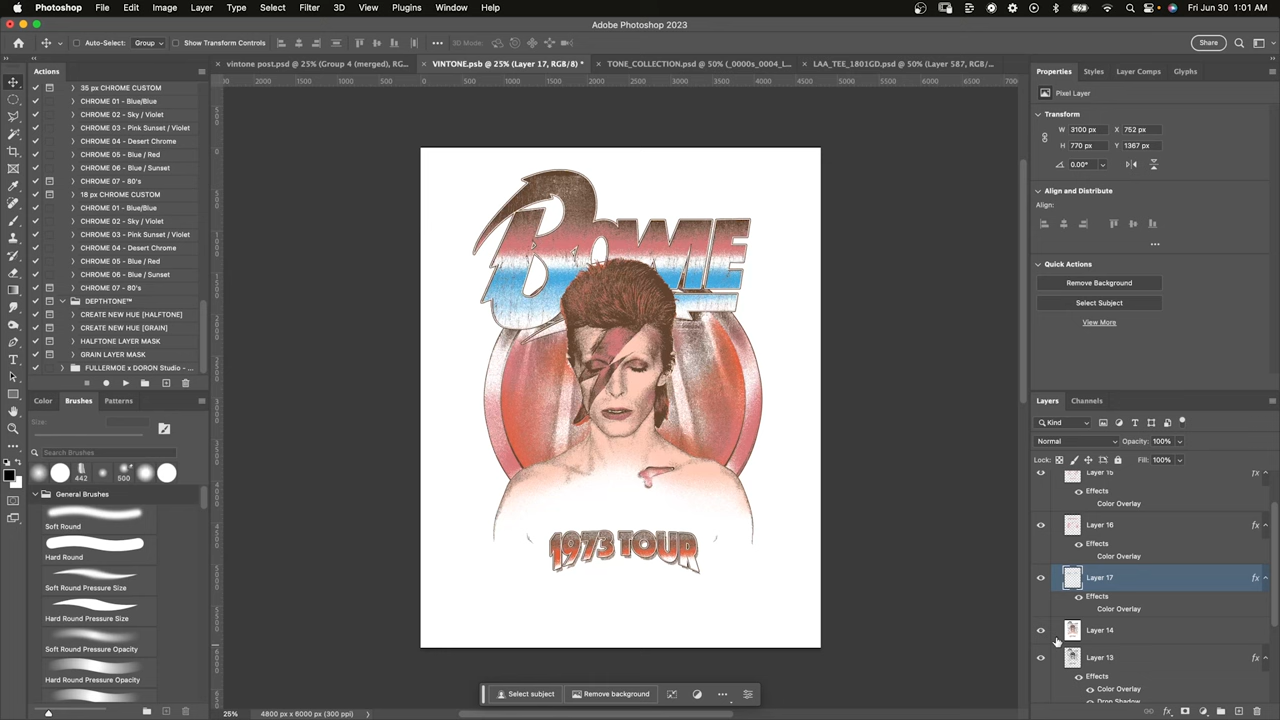 Photoshop File Edit Image Layer Type Select Filter 3D View Plugins Window Help Fri Jun 30 1:01 AM
Adobe Photoshop 2023
Auto-Select: Group Show Transform Controls 3D Mode: Share
vintone post.psd @ 25% (Group 4 (merged), RG... VINTONE.psb @ 25% (Layer 17, RGB/8) * TONE_COLLECTION.psd @ 50% (_0000s_0004_L... LAA_TEE_1801GD.psd @ 50% (Layer 587, RGB/...
Actions
35 px CHROME CUSTOM
CHROME 01 - Blue/Blue
CHROME 02 - Sky / Violet
CHROME 03 - Pink Sunset / Violet
CHROME 04 - Desert Chrome
CHROME 05 - Blue / Red
CHROME 06 - Blue / Sunset
CHROME 07 - 80's
18 px CHROME CUSTOM
CHROME 01 - Blue/Blue
CHROME 02 - Sky / Violet
CHROME 03 - Pink Sunset / Violet
CHROME 04 - Desert Chrome
CHROME 05 - Blue / Red
CHROME 06 - Blue / Sunset
CHROME 07 - 80's
DEPTHTONE™
CREATE NEW HUE [HALFTONE]
CREATE NEW HUE [GRAIN]
HALFTONE LAYER MASK
GRAIN LAYER MASK
FULLERMOE x DORON Studio - ...
Color Brushes Patterns
Size:
Search Brushes
442 500
General Brushes
Soft Round
Hard Round
Soft Round Pressure Size
Hard Round Pressure Size
Soft Round Pressure Opacity
Hard Round Pressure Opacity
BOWIE
1973 TOUR
Select subject Remove background
25% 4800 px x 6000 px (300 ppi)
Properties Styles Layer Comps Glyphs
Pixel Layer
Transform
W 3100 px X 752 px
H 770 px Y 1367 px
0.00°
Align and Distribute
Align:
Quick Actions
Remove Background
Select Subject
View More
Layers Channels
Kind
Normal Opacity: 100%
Lock: Fill: 100%
Layer 15 fx
Effects
Color Overlay
Layer 16 fx
Effects
Color Overlay
Layer 17 fx
Effects
Color Overlay
Layer 14
Layer 13 fx
Effects
Color Overlay
Drop Shadow